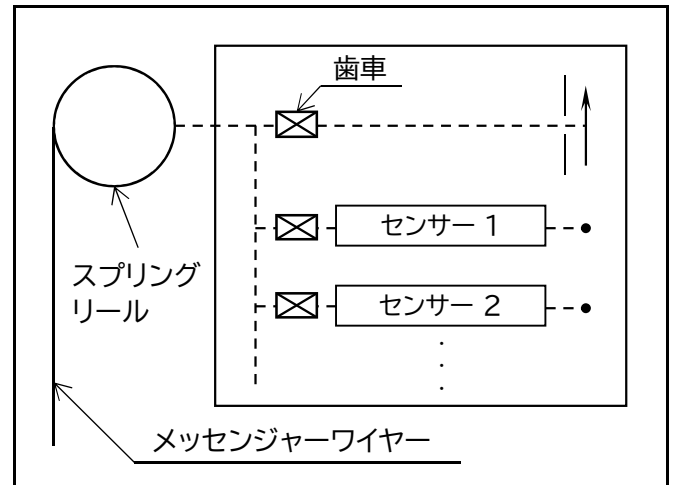 歯車
センサー 1
スプリング
リール
センサー 2
メッセンジャーワイヤー